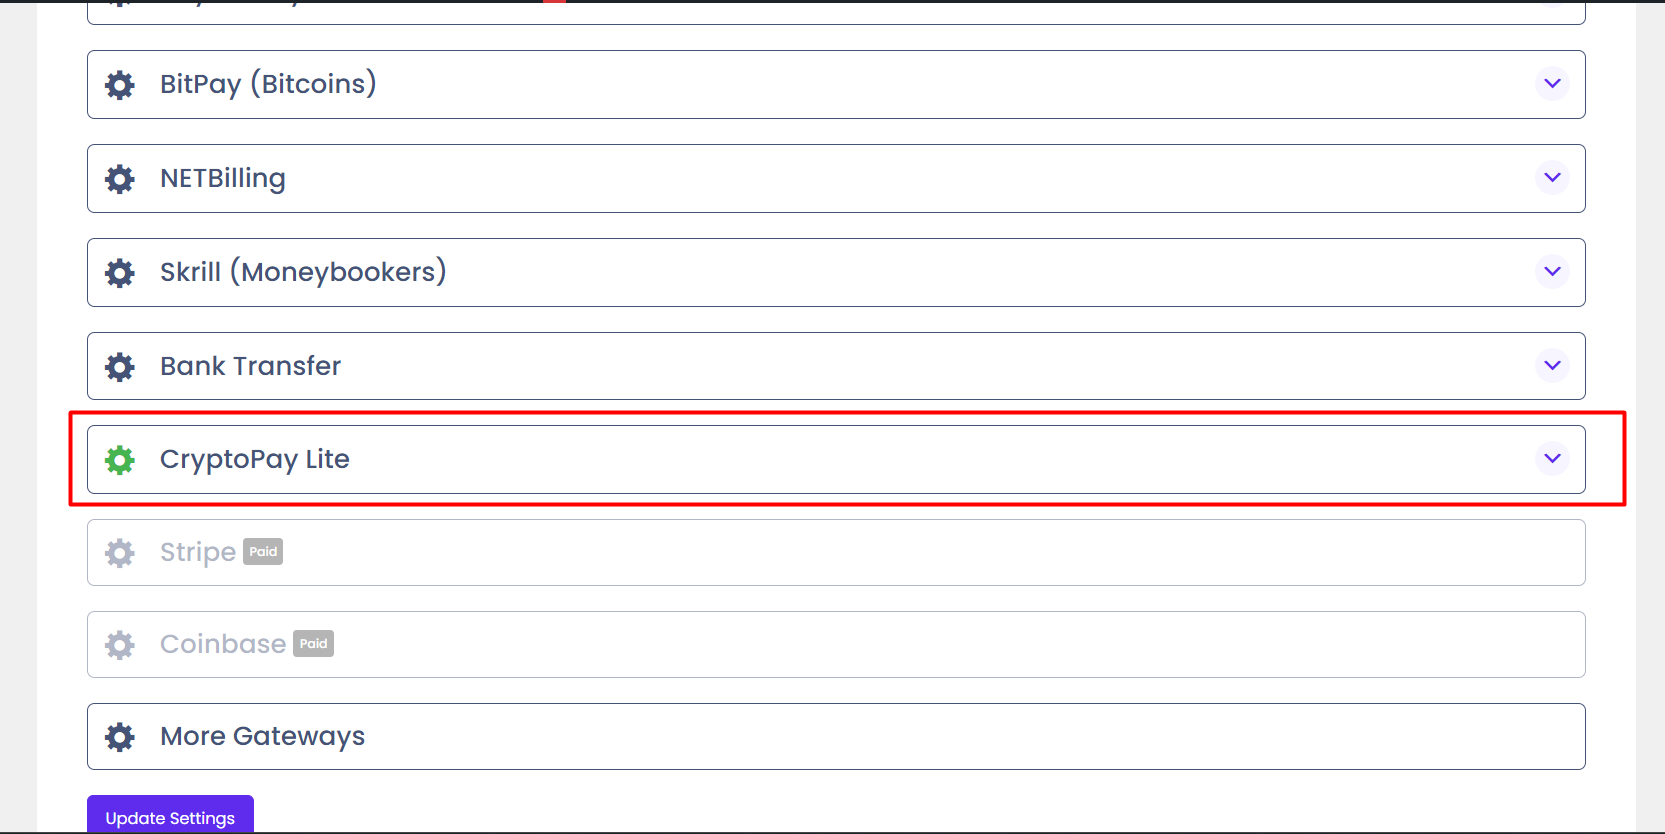 BitPay (Bitcoins)
NETBilling
Skrill (Moneybookers)
Bank Transfer
CryptoPay Lite
Stripe Paid
Coinbase Paid
More Gateways
Update Settings